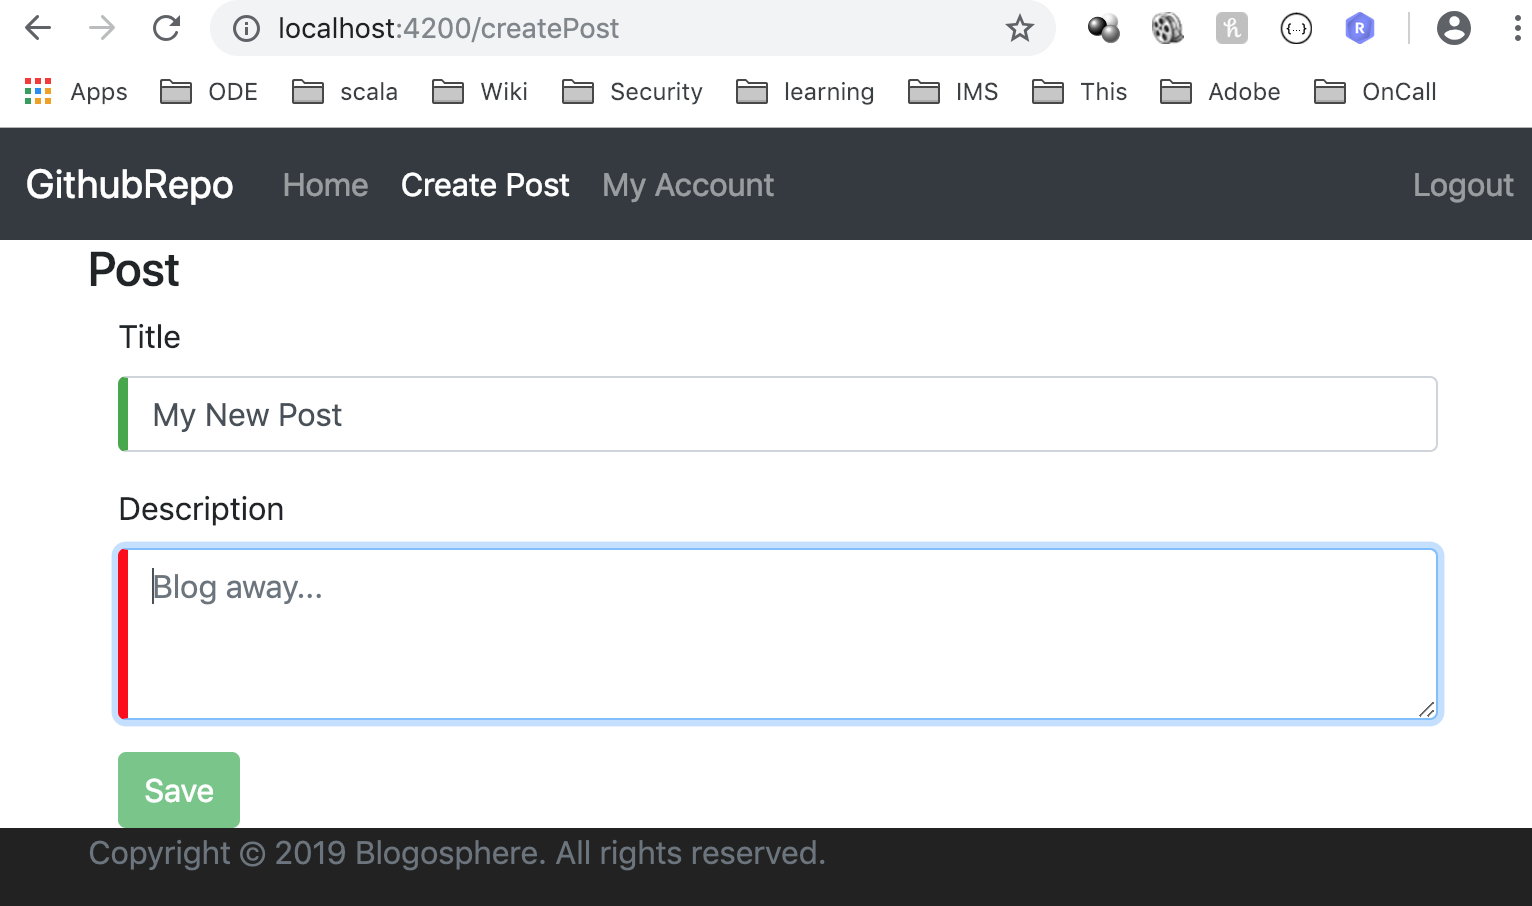 localhost:4200/createPost
Apps ODE scala Wiki Security learning IMS This Adobe OnCall
GithubRepo Home Create Post My Account Logout
Post
Title
My New Post
Description
Blog away...
Save
Copyright © 2019 Blogosphere. All rights reserved.